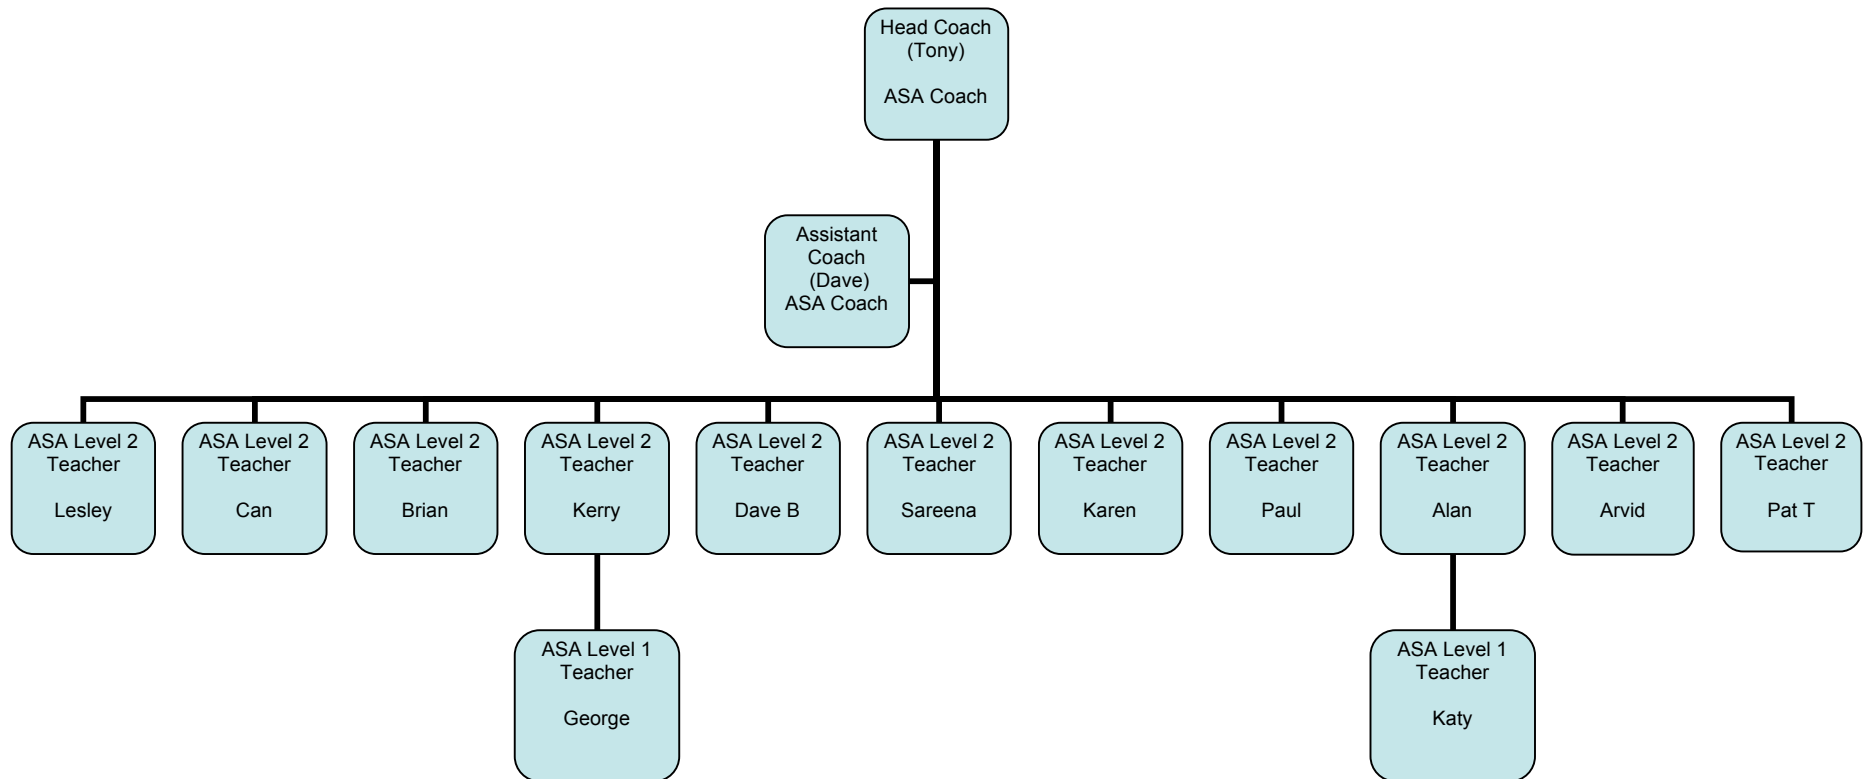 Head Coach
(Tony)
ASA Coach
Assistant
Coach
(Dave)
ASA Coach
ASA Level 2
Teacher
Lesley
ASA Level 2
Teacher
Can
ASA Level 2
Teacher
Brian
ASA Level 2
Teacher
Kerry
ASA Level 2
Teacher
Dave B
ASA Level 2
Teacher
Sareena
ASA Level 2
Teacher
Karen
ASA Level 2
Teacher
Paul
ASA Level 2
Teacher
Alan
ASA Level 2
Teacher
Arvid
ASA Level 2
Teacher
Pat T
ASA Level 1
Teacher
George
ASA Level 1
Teacher
Katy